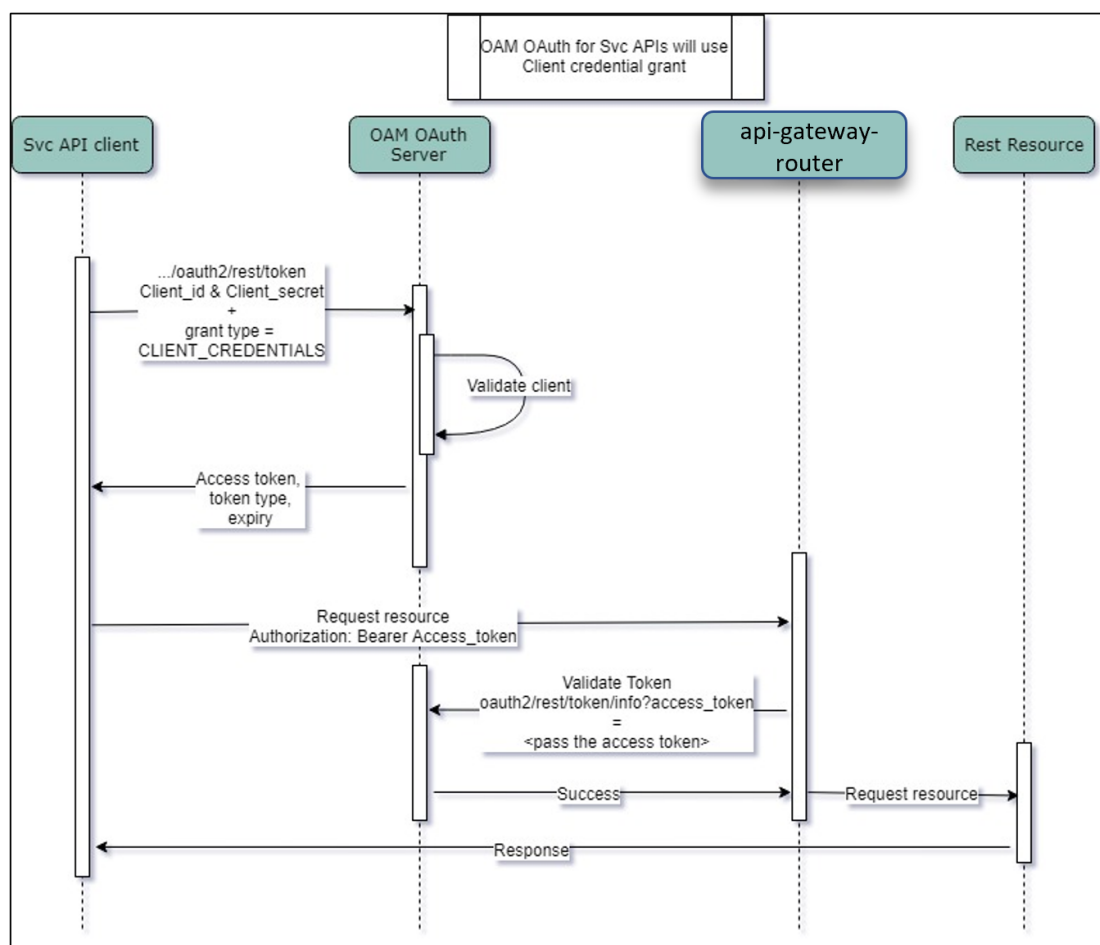 OAM OAuth for Svc APIs will use
Client credential grant
Svc API client
OAM OAuth
Server
api-gateway-
router
Rest Resource
.../oauth2/rest/token
Client_id & Client_secret
+
grant type =
CLIENT_CREDENTIALS
Validate client
Access token,
token type,
expiry
Request resource
Authorization: Bearer Access_token
Validate Token
oauth2/rest/token/info?access_token
=
<pass the access token>
Success
Request resource
Response